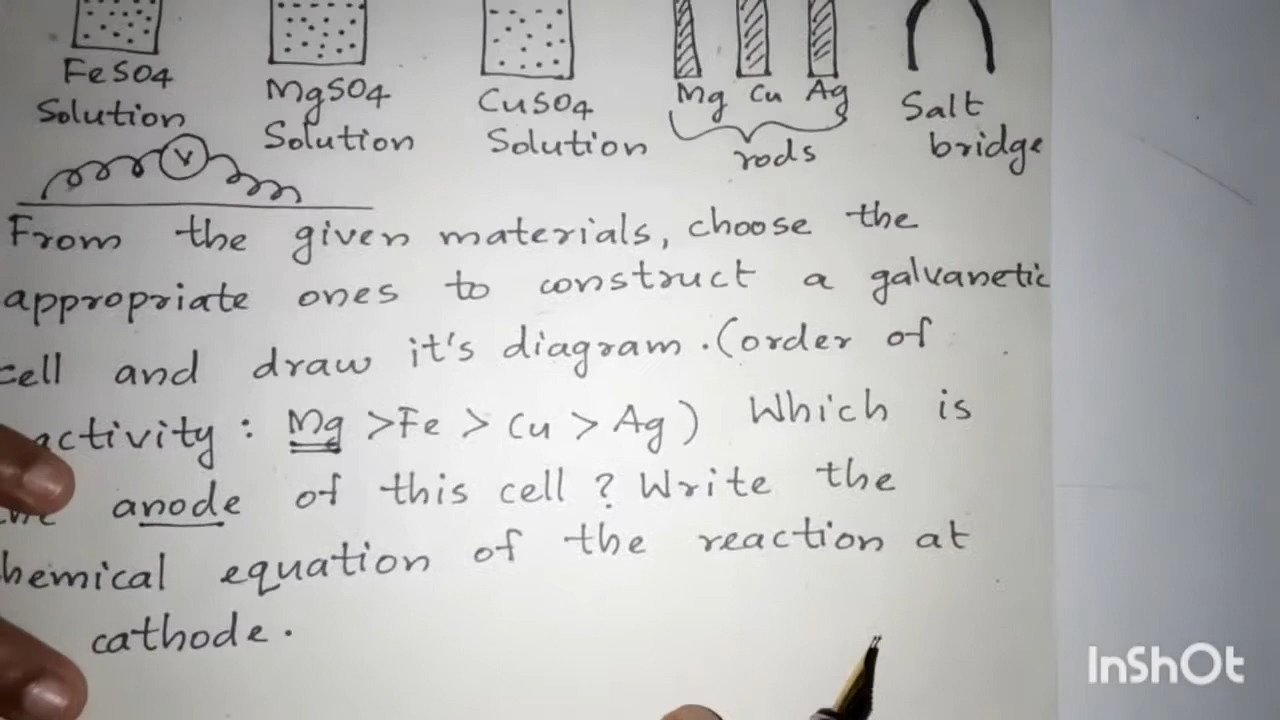 FeSO4
Solution
MgSO4
Solution
CuSO4
Solution
Mg Cu Ag
rods
Salt
bridge
V
From the given materials, choose the
appropriate ones to construct a galvanetic
cell and draw it's diagram. (order of
activity : Mg > Fe > Cu > Ag) Which is
anode of this cell ? Write the
hemical equation of the reaction at
cathode.
InShOt